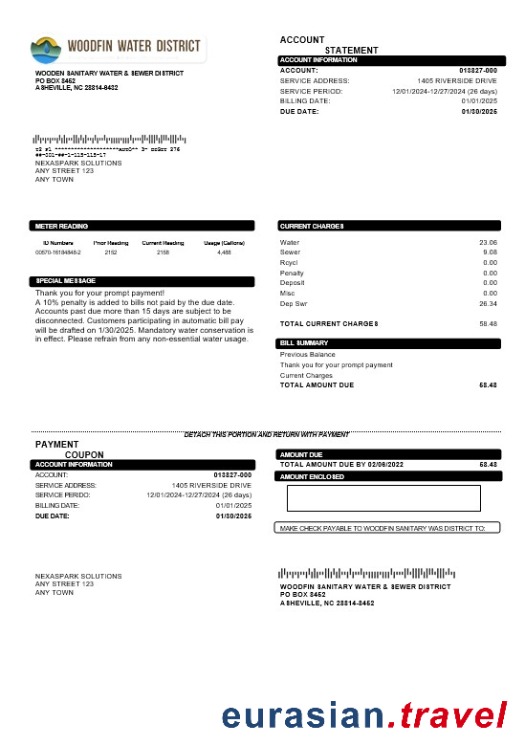 WOODFIN WATER DISTRICT
WOODEN SANITARY WATER & SEWER DISTRICT
PO BOX 8452
ASHEVILLE, NC 28814-8432
ACCOUNT
STATEMENT
ACCOUNT INFORMATION
ACCOUNT: 013827-000
SERVICE ADDRESS: 1405 RIVERSIDE DRIVE
SERVICE PERIOD: 12/01/2024-12/27/2024 (26 days)
BILLING DATE: 01/01/2025
DUE DATE: 01/30/2025
NEXASPARK SOLUTIONS
ANY STREET 123
ANY TOWN
METER READING
ID Numbers Prior Reading Current Reading Usage (Gallons)
00570-16184848-2 2152 2158 4,488
SPECIAL MESSAGE
Thank you for your prompt payment!
A 10% penalty is added to bills not paid by the due date.
Accounts past due more than 15 days are subject to be
disconnected. Customers participating in automatic bill pay
will be drafted on 1/30/2025. Mandatory water conservation is
in effect. Please refrain from any non-essential water usage.
CURRENT CHARGES
Water 23.06
Sewer 9.08
Rcycl 0.00
Penalty 0.00
Deposit 0.00
Misc 0.00
Dep Swr 26.34
TOTAL CURRENT CHARGES 58.48
BILL SUMMARY
Previous Balance
Thank you for your prompt payment
Current Charges
TOTAL AMOUNT DUE 58.48
DETACH THIS PORTION AND RETURN WITH PAYMENT
PAYMENT
COUPON
ACCOUNT INFORMATION
ACCOUNT: 013827-000
SERVICE ADDRESS: 1405 RIVERSIDE DRIVE
SERVICE PERIDO: 12/01/2024-12/27/2024 (26 days)
BILLING DATE: 01/01/2025
DUE DATE: 01/30/2025
AMOUNT DUE
TOTAL AMOUNT DUE BY 02/06/2022 58.48
AMOUNT ENCLOSED
MAKE CHECK PAYABLE TO WOODFIN SANITARY WAS DISTRICT TO:
NEXASPARK SOLUTIONS
ANY STREET 123
ANY TOWN
WOODFIN SANITARY WATER & SEWER DISTRICT
PO BOX 8452
ASHEVILLE, NC 28814-8452
eurasian.travel